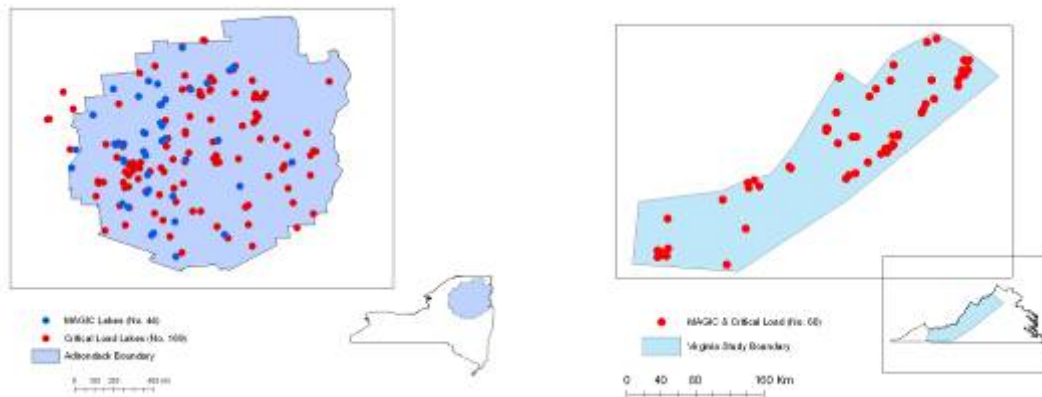 MAGIC Lakes (No. 44)
Critical Load Lakes (No. 169)
Adirondack Boundary
MAGIC & Critical Load (No. 60)
Virginia Study Boundary
0 40 80 160 Km